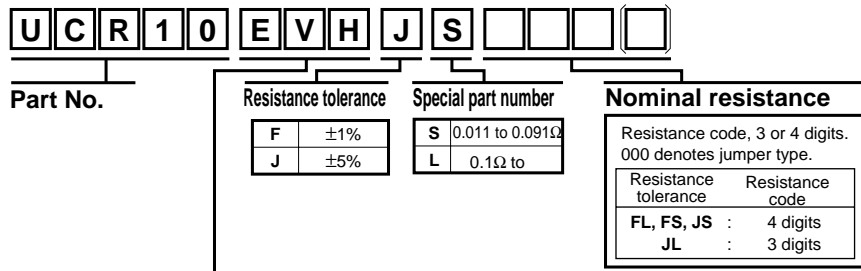 UCR10 EVH J S
Part No.
Resistance tolerance
F ±1%
J ±5%
Special part number
S 0.011 to 0.091Ω
L 0.1Ω to
Nominal resistance
Resistance code, 3 or 4 digits.
000 denotes jumper type.
Resistance tolerance Resistance code
FL, FS, JS : 4 digits
JL : 3 digits